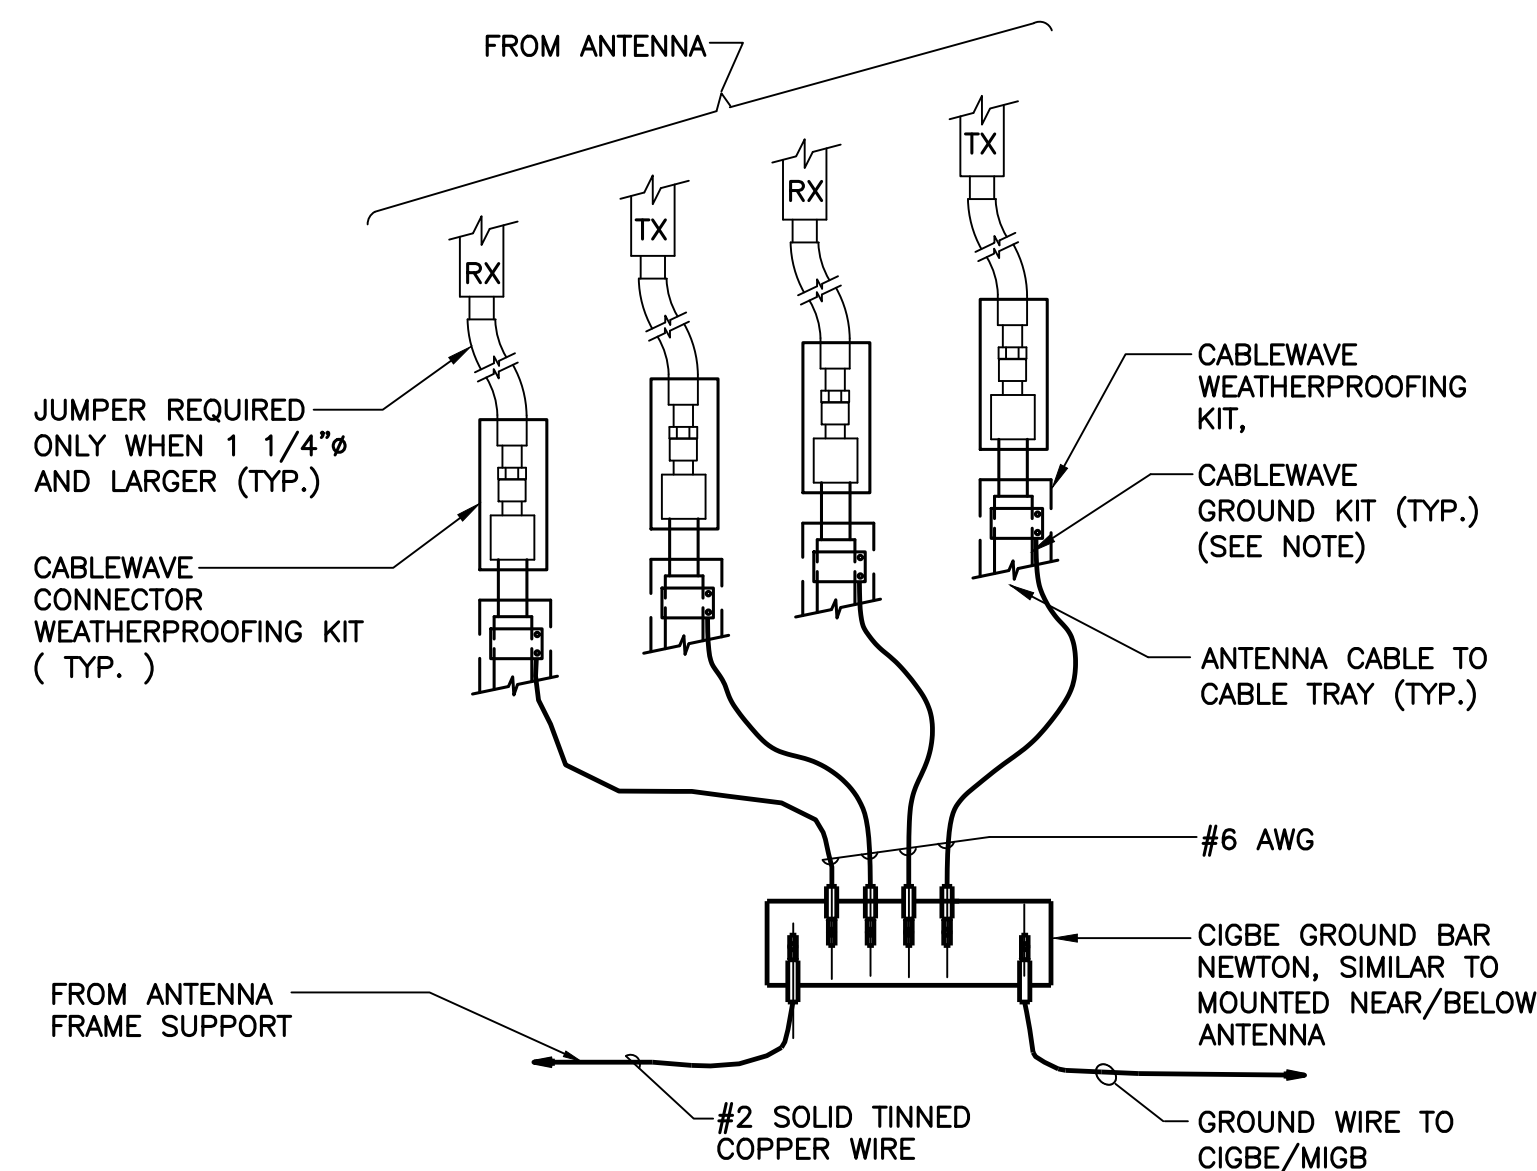 FROM ANTENNA
TX
RX
TX
RX
JUMPER REQUIRED
ONLY WHEN 1 1/4"ø
AND LARGER (TYP.)
CABLEWAVE
CONNECTOR
WEATHERPROOFING KIT
( TYP. )
CABLEWAVE
WEATHERPROOFING
KIT,
CABLEWAVE
GROUND KIT (TYP.)
(SEE NOTE)
ANTENNA CABLE TO
CABLE TRAY (TYP.)
#6 AWG
CIGBE GROUND BAR
NEWTON, SIMILAR TO
MOUNTED NEAR/BELOW
ANTENNA
FROM ANTENNA
FRAME SUPPORT
#2 SOLID TINNED
COPPER WIRE
GROUND WIRE TO
CIGBE/MIGB